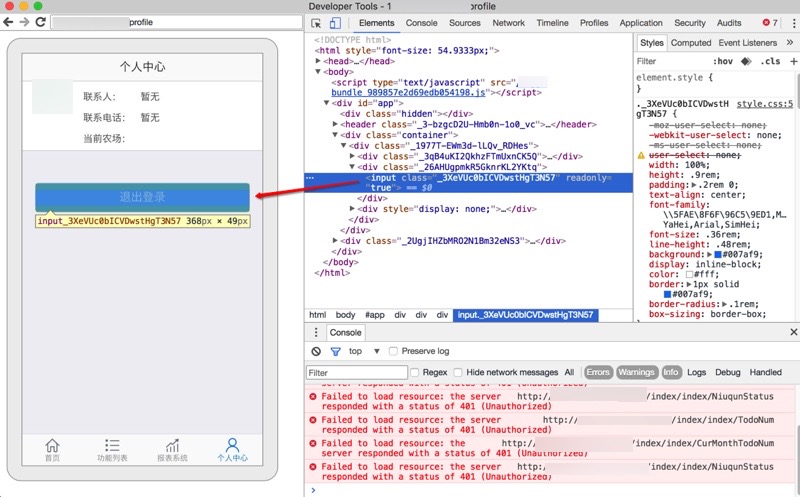 Developer Tools - 1 profile
profile
Elements Console Sources Network Timeline Profiles Application Security Audits 7
个人中心
联系人: 暂无
联系电话: 暂无
当前农场:
退出登录
input._3XeVUc0bICVDwstHgT3N57 368px × 49px
首页 功能列表 报表系统 个人中心
<!DOCTYPE html>
<html style="font-size: 54.9333px;">
<head>…</head>
<body>
<script type="text/javascript" src="/
bundle_989857e2d69edb054198.js"></script>
<div id="app">
<div class="hidden"></div>
<header class="_3-bzgcD2U-Hmb0n-1o0_vc">…</header>
<div class="container">
<div class="_1977T-EWm3d-lLQv_RDHes">
<div class="_3qB4uKI2QkhzFTmUxnCK5Q">…</div>
<div class="_26AHUgpmkR5GknrKL2YKtq">
… <input class="_3XeVUc0bICVDwstHgT3N57" readonly=
"true"> == $0
</div>
<div style="display: none;">…</div>
</div>
<div class="_2UgjIHZbMRO2N1Bm32eNS3">…</div>
</div>
</body>
</html>
html body #app div div div input._3XeVUc0bICVDwstHgT3N57
Styles Computed Event Listeners »
Filter :hov .cls +
element.style {
}
._3XeVUc0bICVDwstH style.css:5
gT3N57 {
-moz-user-select: none;
-webkit-user-select: none;
-ms-user-select: none;
user-select: none;
width: 100%;
height: .9rem;
padding: .2rem 0;
text-align: center;
font-family:
\\5FAE\8F6F\96C5\9ED1,M…
YaHei,Arial,SimHei;
font-size: .36rem;
line-height: .48rem;
background: #007af9;
display: inline-block;
color: #fff;
border: 1px solid
#007af9;
border-radius: .1rem;
box-sizing: border-box;
}
Console
top Preserve log
Filter Regex Hide network messages All Errors Warnings Info Logs Debug Handled
server responded with a status of 401 (Unauthorized)
Failed to load resource: the server http:/ /index/index/NiuqunStatus
responded with a status of 401 (Unauthorized)
Failed to load resource: the server http:/ /index/index/TodoNum
responded with a status of 401 (Unauthorized)
Failed to load resource: the http:/ /index/index/CurMonthTodoNum
server responded with a status of 401 (Unauthorized)
Failed to load resource: the server http: /index/index/NiuqunStatus
responded with a status of 401 (Unauthorized)